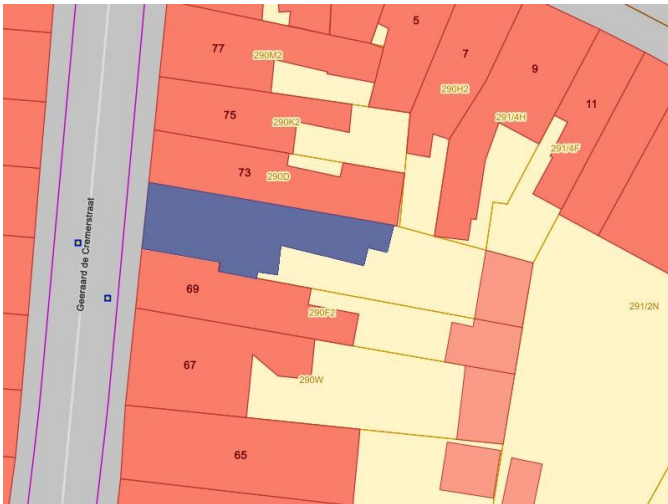 5
77
290M2
7
9
290H2
11
75
290K2
291/4H
291/4F
73
290D
Geeraard de Cremerstraat
69
290F2
291/2N
67
290W
65